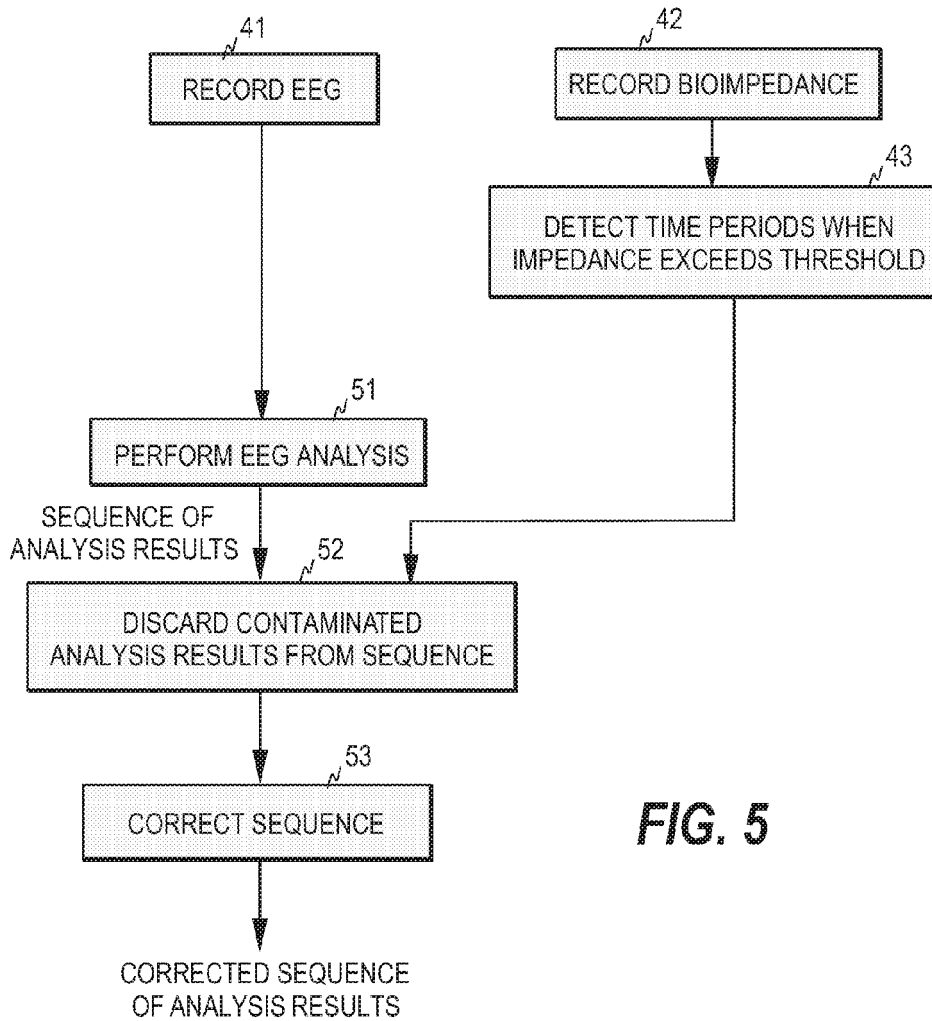 41
RECORD EEG
42
RECORD BIOIMPEDANCE
43
DETECT TIME PERIODS WHEN
IMPEDANCE EXCEEDS THRESHOLD
51
PERFORM EEG ANALYSIS
SEQUENCE OF
ANALYSIS RESULTS
52
DISCARD CONTAMINATED
ANALYSIS RESULTS FROM SEQUENCE
53
CORRECT SEQUENCE
FIG. 5
CORRECTED SEQUENCE
OF ANALYSIS RESULTS